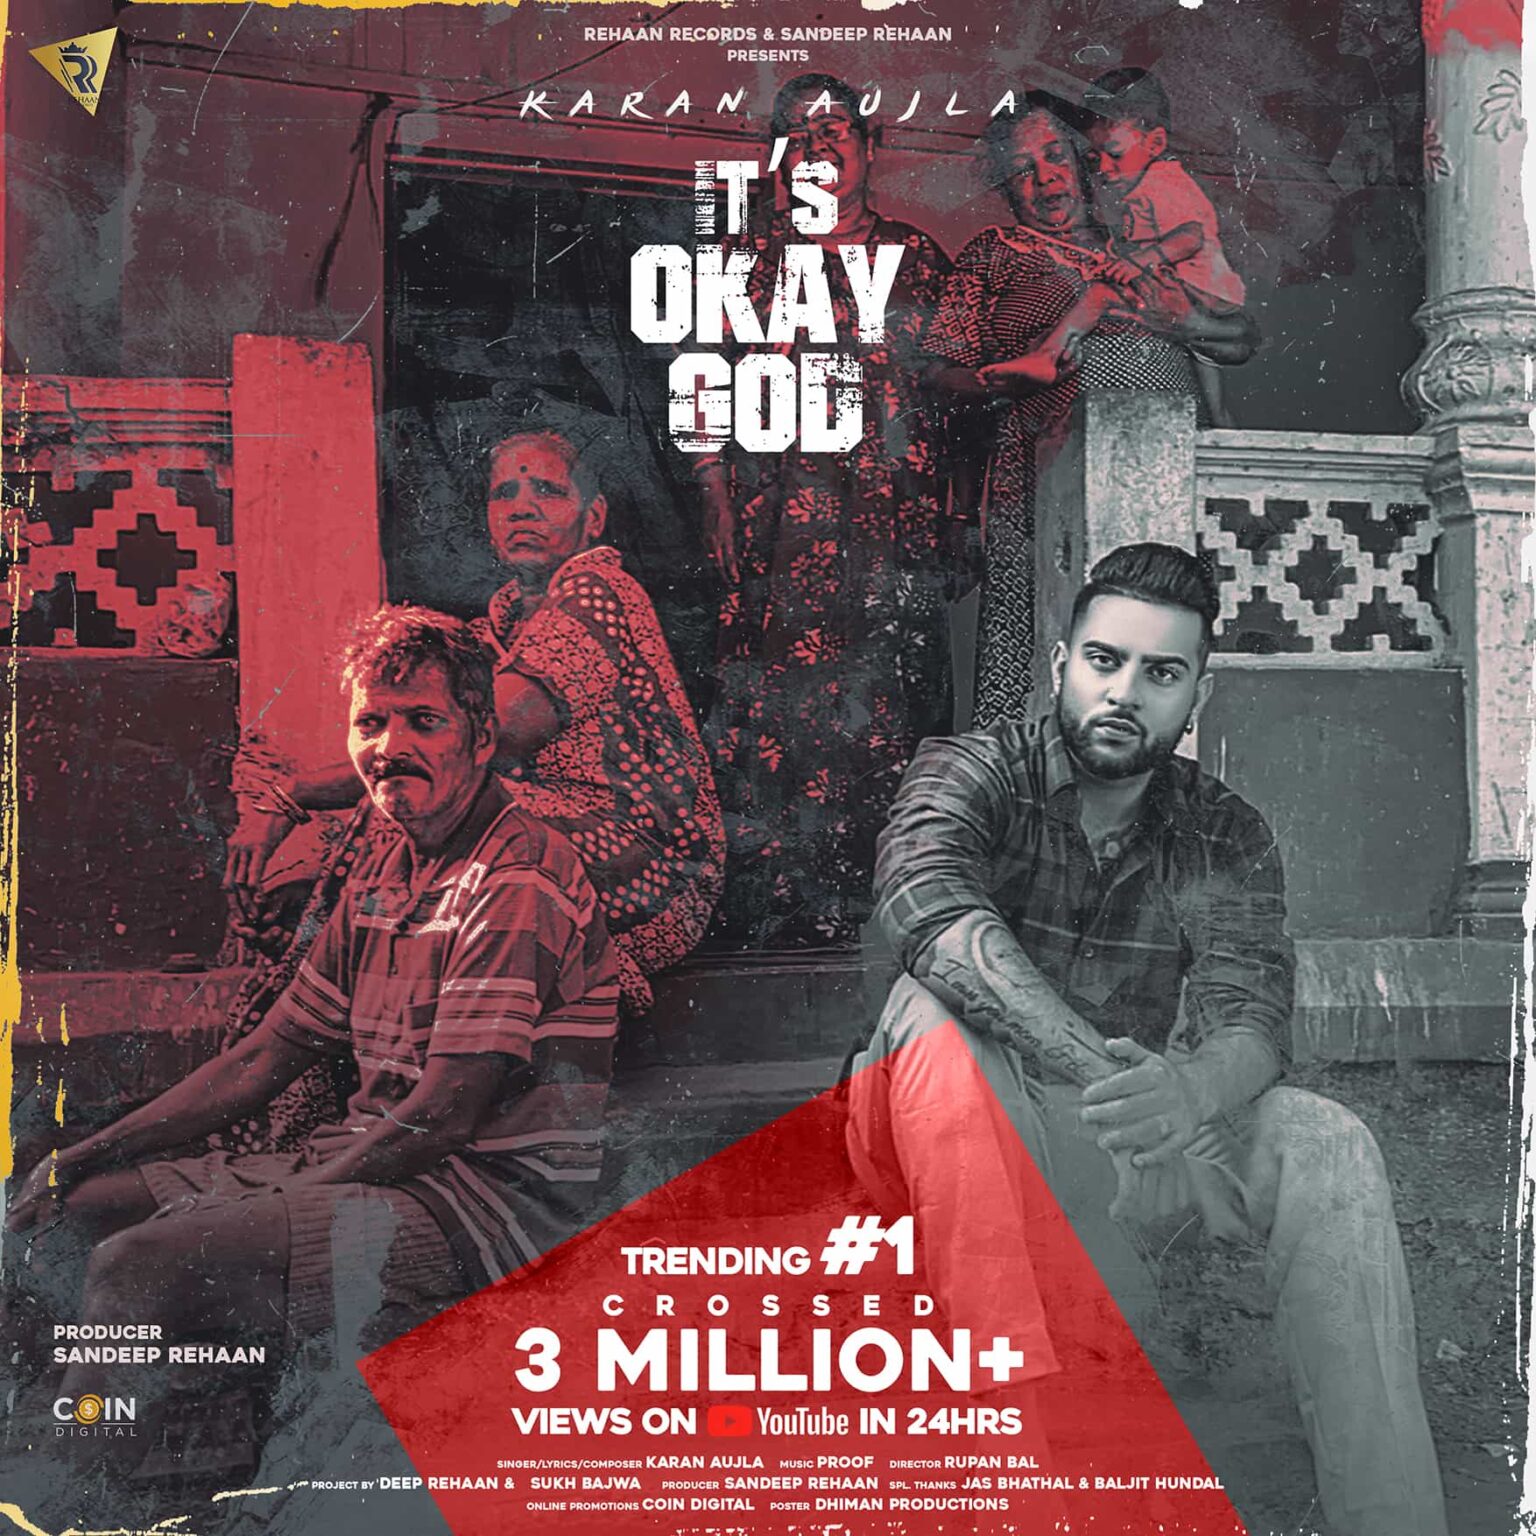 REHAAN RECORDS & SANDEEP REHAAN
PRESENTS
KARAN AUJLA
IT'S
OKAY
GOD
TRENDING #1
CROSSED
3 MILLION+
VIEWS ON YouTube IN 24HRS
PRODUCER
SANDEEP REHAAN
COIN
DIGITAL
SINGER/LYRICS/COMPOSER KARAN AUJLA MUSIC PROOF DIRECTOR RUPAN BAL
PROJECT BY DEEP REHAAN & SUKH BAJWA PRODUCER SANDEEP REHAAN SPL. THANKS JAS BHATHAL & BALJIT HUNDAL
ONLINE PROMOTIONS COIN DIGITAL POSTER DHIMAN PRODUCTIONS